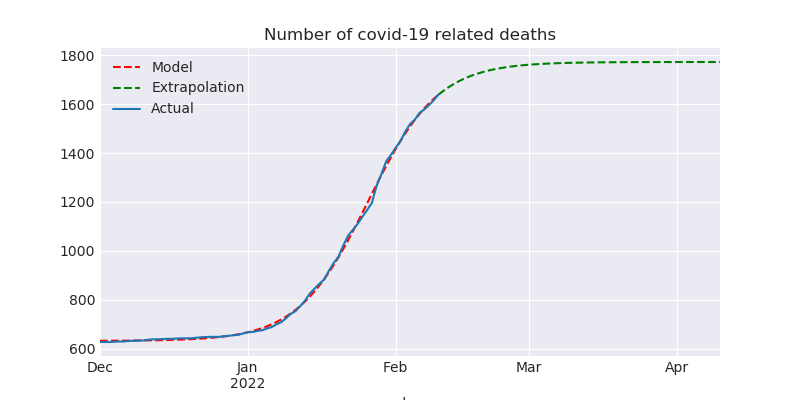 Number of covid-19 related deaths
1800
1600
1400
1200
1000
800
600
Model
Extrapolation
Actual
Dec
Jan
2022
Feb
Mar
Apr